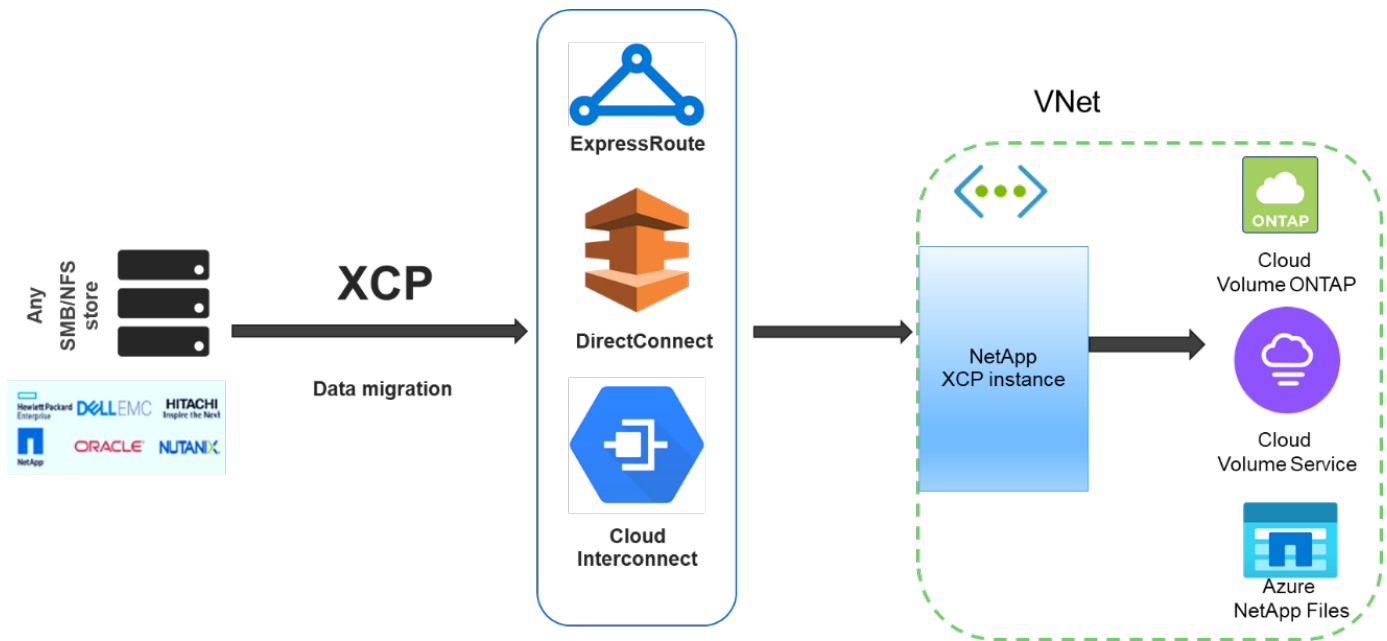 Any
SMB/NFS
store
Hewlett Packard
Enterprise
DELLEMC
HITACHI
Inspire the Next
NetApp
ORACLE
NUTANIX
XCP
Data migration
ExpressRoute
DirectConnect
Cloud
Interconnect
VNet
NetApp
XCP instance
ONTAP
Cloud
Volume ONTAP
Cloud
Volume Service
Azure
NetApp Files